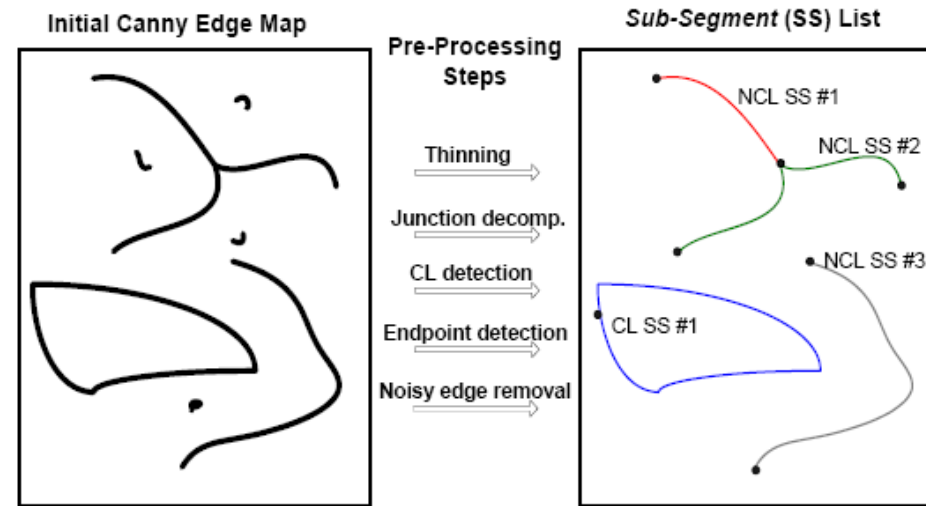 Initial Canny Edge Map
Pre-Processing
Steps
Thinning
Junction decomp.
CL detection
Endpoint detection
Noisy edge removal
Sub-Segment (SS) List
NCL SS #1
NCL SS #2
NCL SS #3
CL SS #1